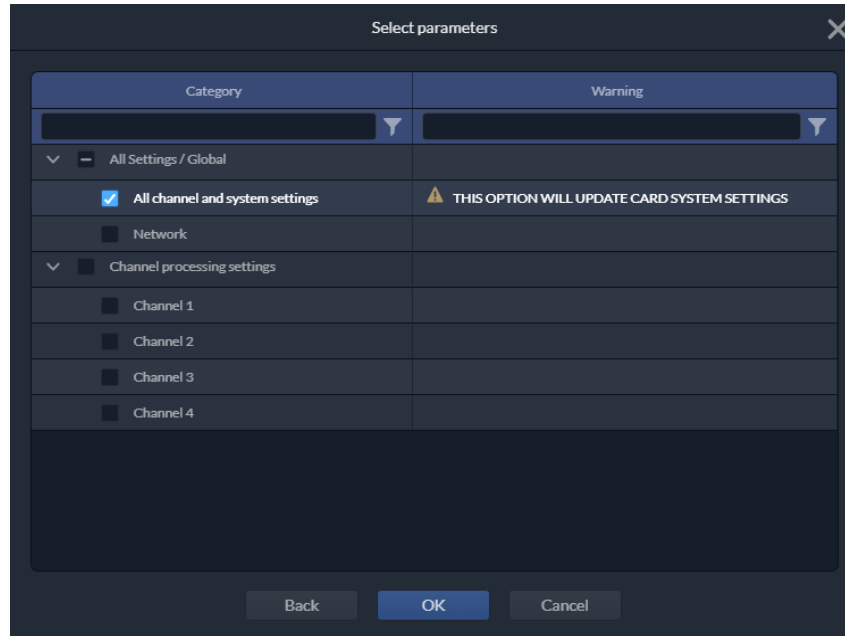 Select parameters
Category Warning
All Settings / Global
All channel and system settings THIS OPTION WILL UPDATE CARD SYSTEM SETTINGS
Network
Channel processing settings
Channel 1
Channel 2
Channel 3
Channel 4
Back OK Cancel